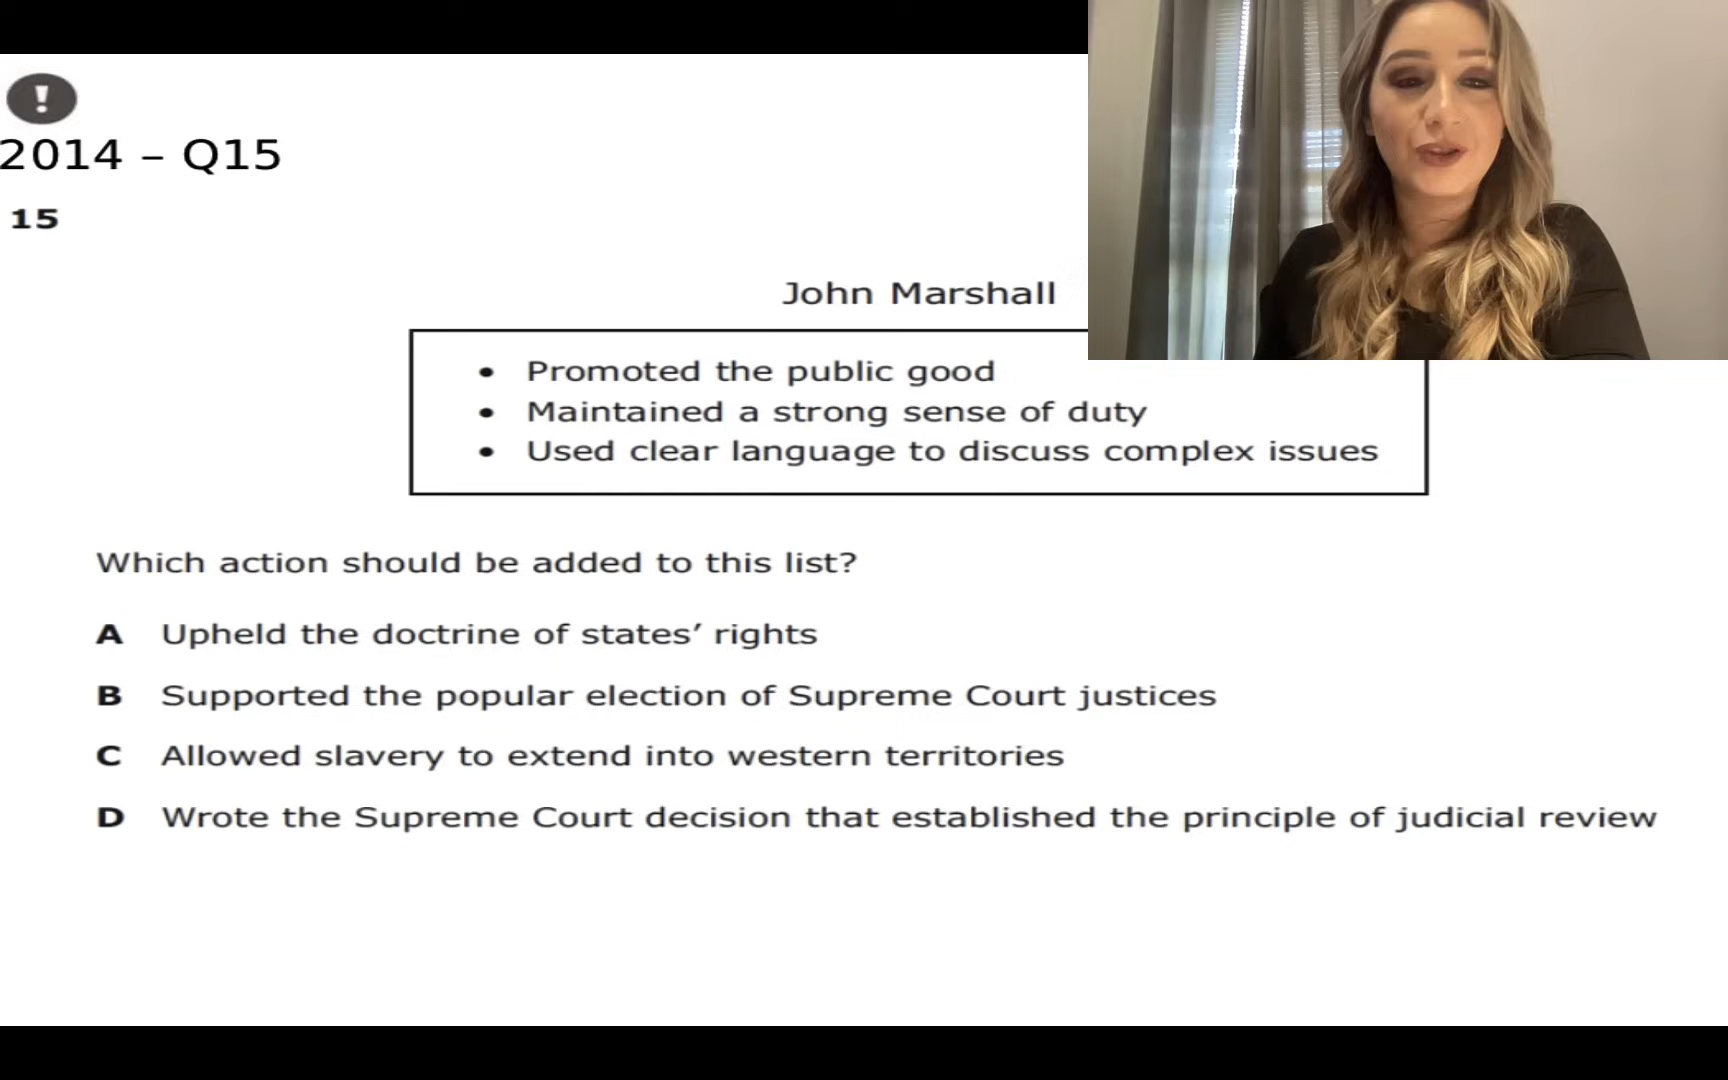 !
2014 – Q15
15
John Marshall
• Promoted the public good
• Maintained a strong sense of duty
• Used clear language to discuss complex issues
Which action should be added to this list?
A Upheld the doctrine of states’ rights
B Supported the popular election of Supreme Court justices
C Allowed slavery to extend into western territories
D Wrote the Supreme Court decision that established the principle of judicial review